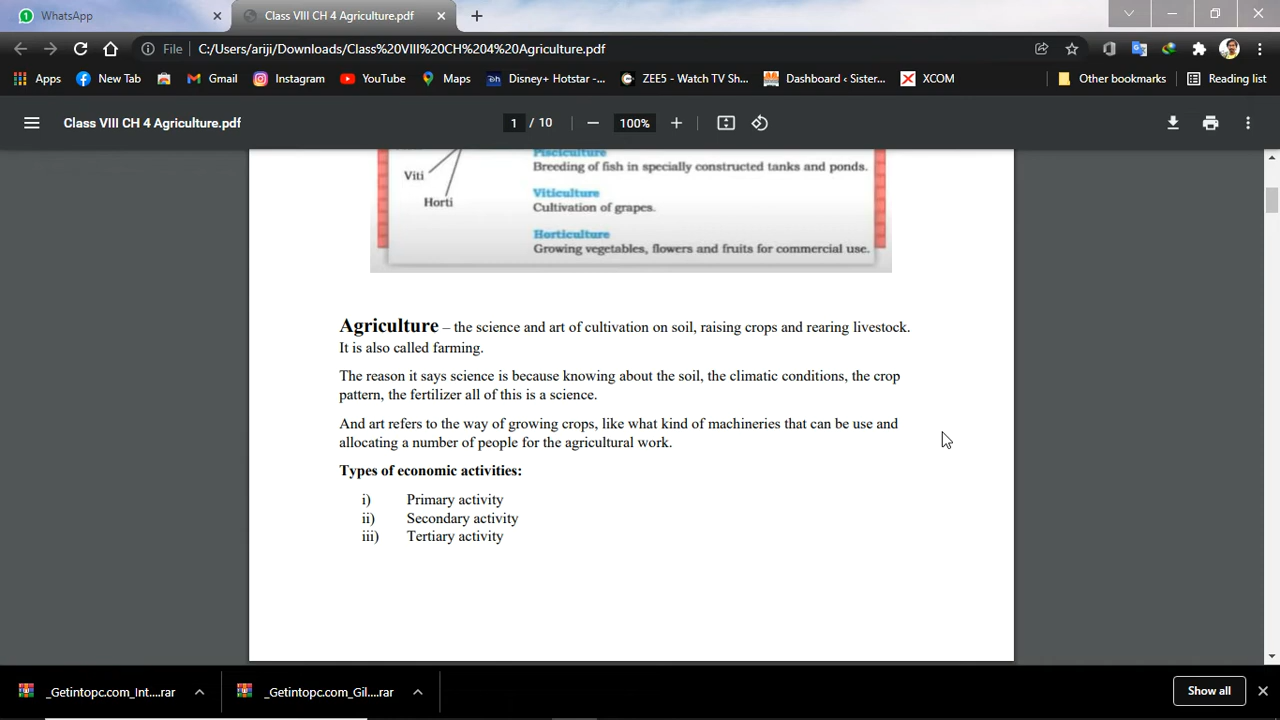 WhatsApp
Class VIII CH 4 Agriculture.pdf
File C:/Users/ariji/Downloads/Class%20VIII%20CH%204%20Agriculture.pdf
Apps New Tab Gmail Instagram YouTube Maps Disney+ Hotstar -... ZEE5 - Watch TV Sh... Dashboard ‹ Sister... XCOM Other bookmarks Reading list
Class VIII CH 4 Agriculture.pdf 1 / 10 100%
Pisciculture
Breeding of fish in specially constructed tanks and ponds.
Viti
Viticulture
Cultivation of grapes.
Horti
Horticulture
Growing vegetables, flowers and fruits for commercial use.
Agriculture – the science and art of cultivation on soil, raising crops and rearing livestock.
It is also called farming.
The reason it says science is because knowing about the soil, the climatic conditions, the crop
pattern, the fertilizer all of this is a science.
And art refers to the way of growing crops, like what kind of machineries that can be use and
allocating a number of people for the agricultural work.
Types of economic activities:
i) Primary activity
ii) Secondary activity
iii) Tertiary activity
_Getintopc.com_Int....rar
_Getintopc.com_Gil....rar
Show all